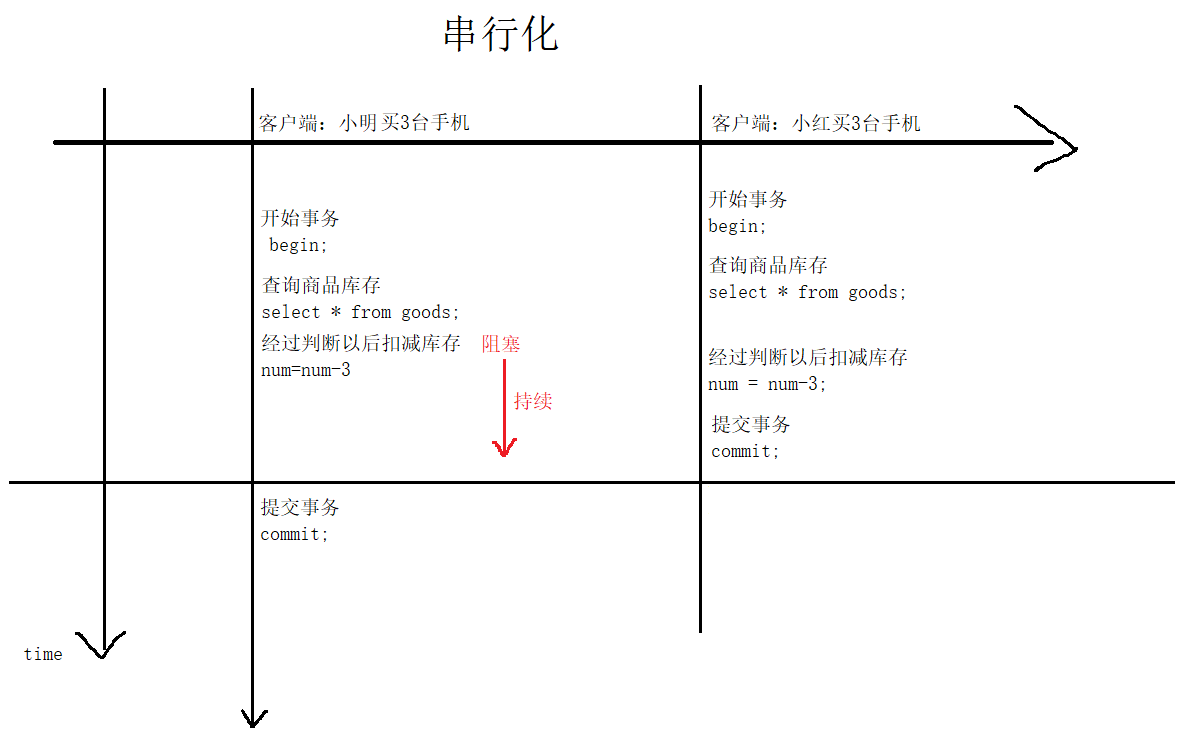 串行化
客户端：小明买3台手机
开始事务
begin;
查询商品库存
select * from goods;
经过判断以后扣减库存 阻塞
num=num-3
持续
提交事务
commit;
客户端：小红买3台手机
开始事务
begin;
查询商品库存
select * from goods;
经过判断以后扣减库存
num = num-3;
提交事务
commit;
time